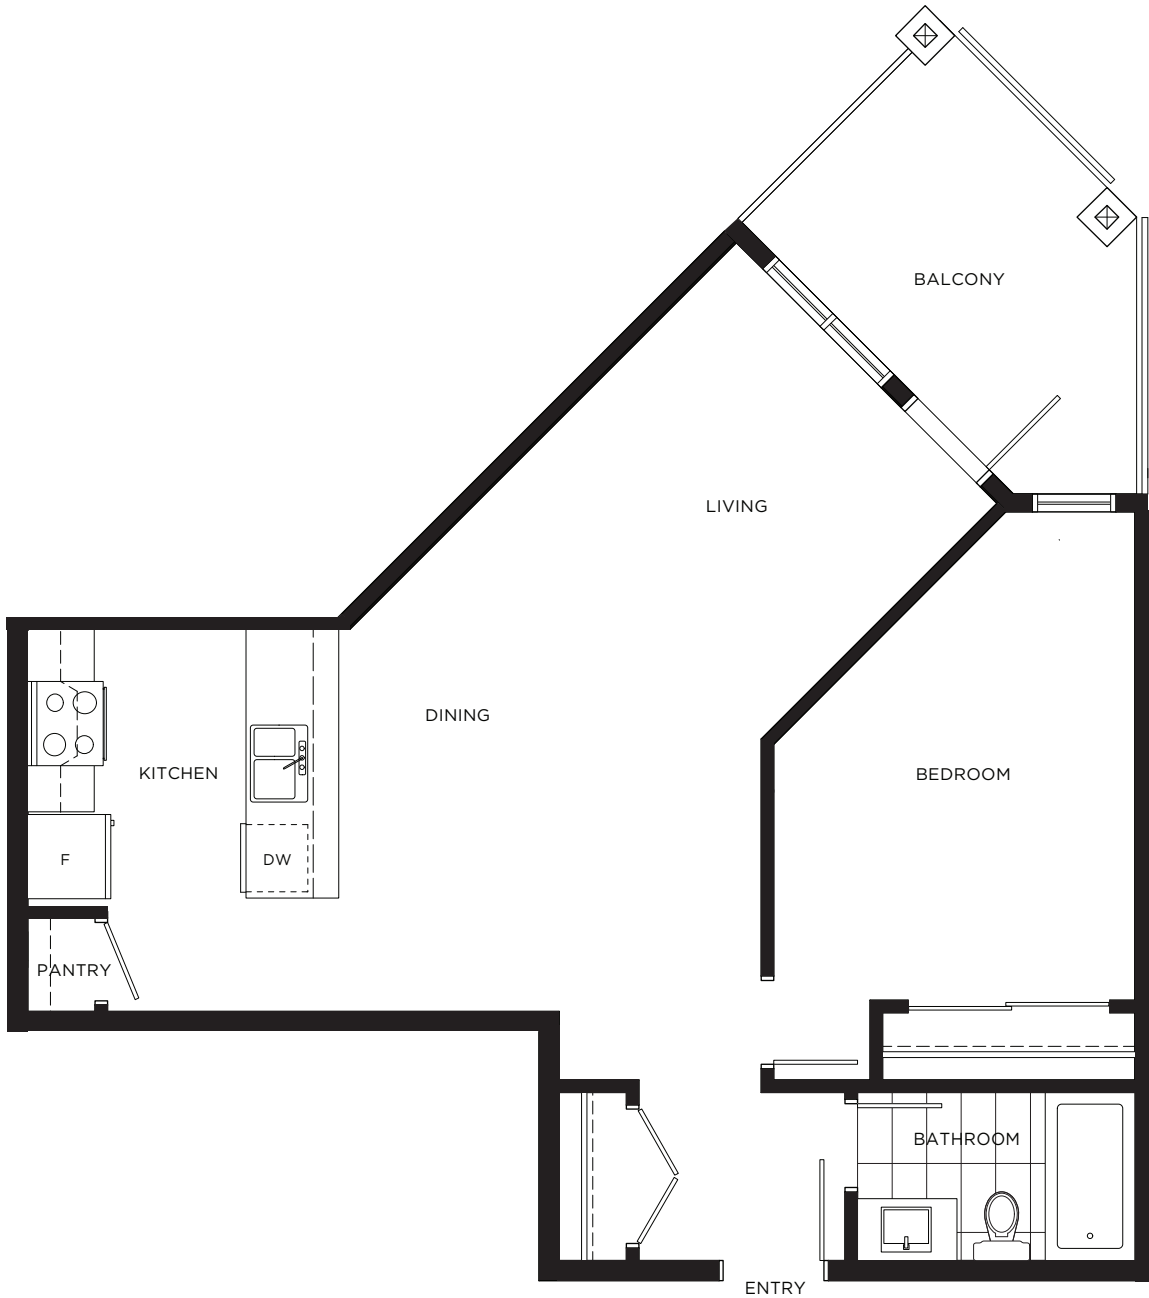 BALCONY
LIVING
DINING
KITCHEN
BEDROOM
F
DW
PANTRY
BATHROOM
ENTRY